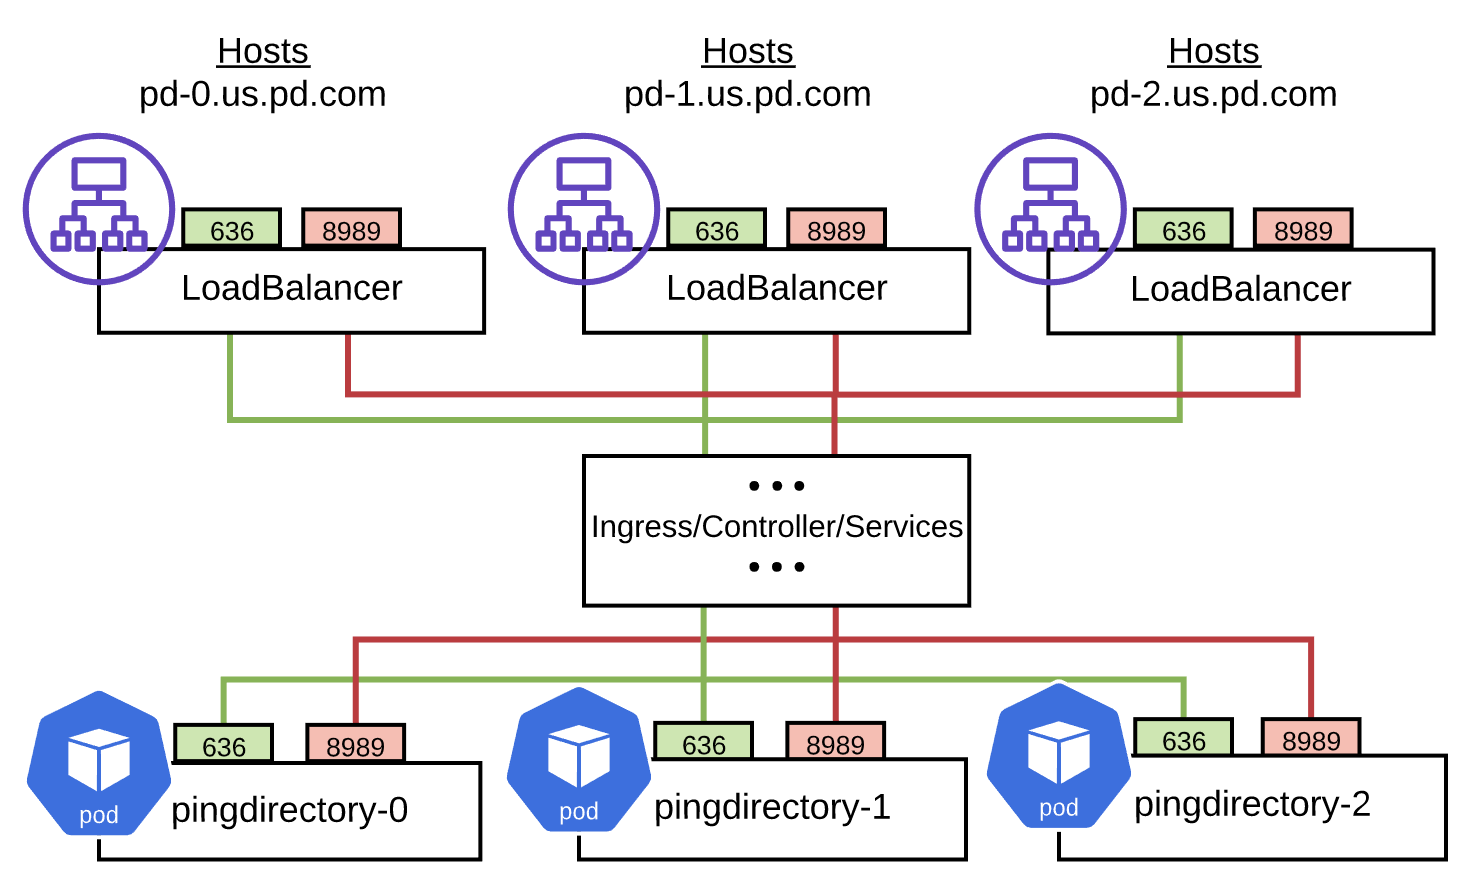 Hosts
pd-0.us.pd.com
Hosts
pd-1.us.pd.com
Hosts
pd-2.us.pd.com
636
8989
LoadBalancer
636
8989
LoadBalancer
636
8989
LoadBalancer
• • •
Ingress/Controller/Services
• • •
636
8989
pod
pingdirectory-0
636
8989
pod
pingdirectory-1
636
8989
pod
pingdirectory-2